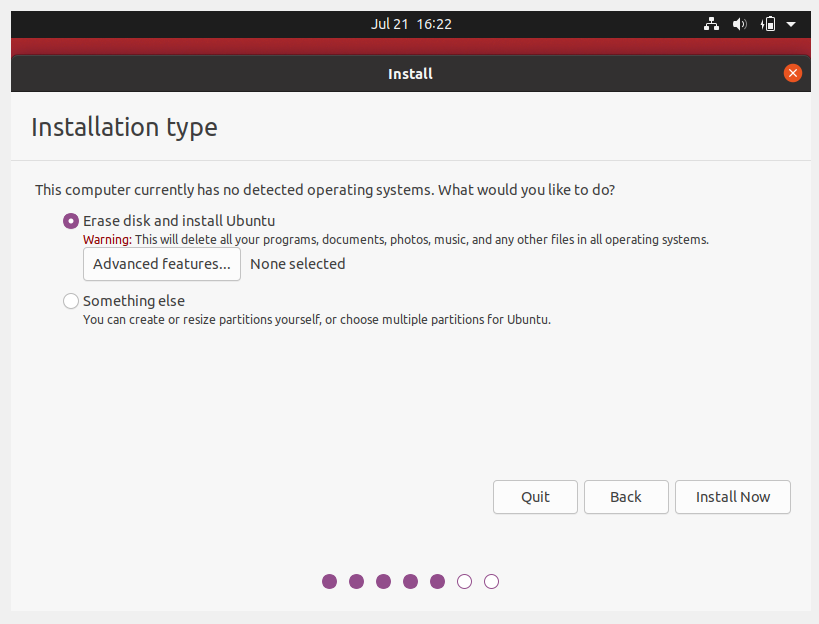 Jul 21 16:22
Install
Installation type
This computer currently has no detected operating systems. What would you like to do?
Erase disk and install Ubuntu
Warning: This will delete all your programs, documents, photos, music, and any other files in all operating systems.
Advanced features... None selected
Something else
You can create or resize partitions yourself, or choose multiple partitions for Ubuntu.
Quit Back Install Now